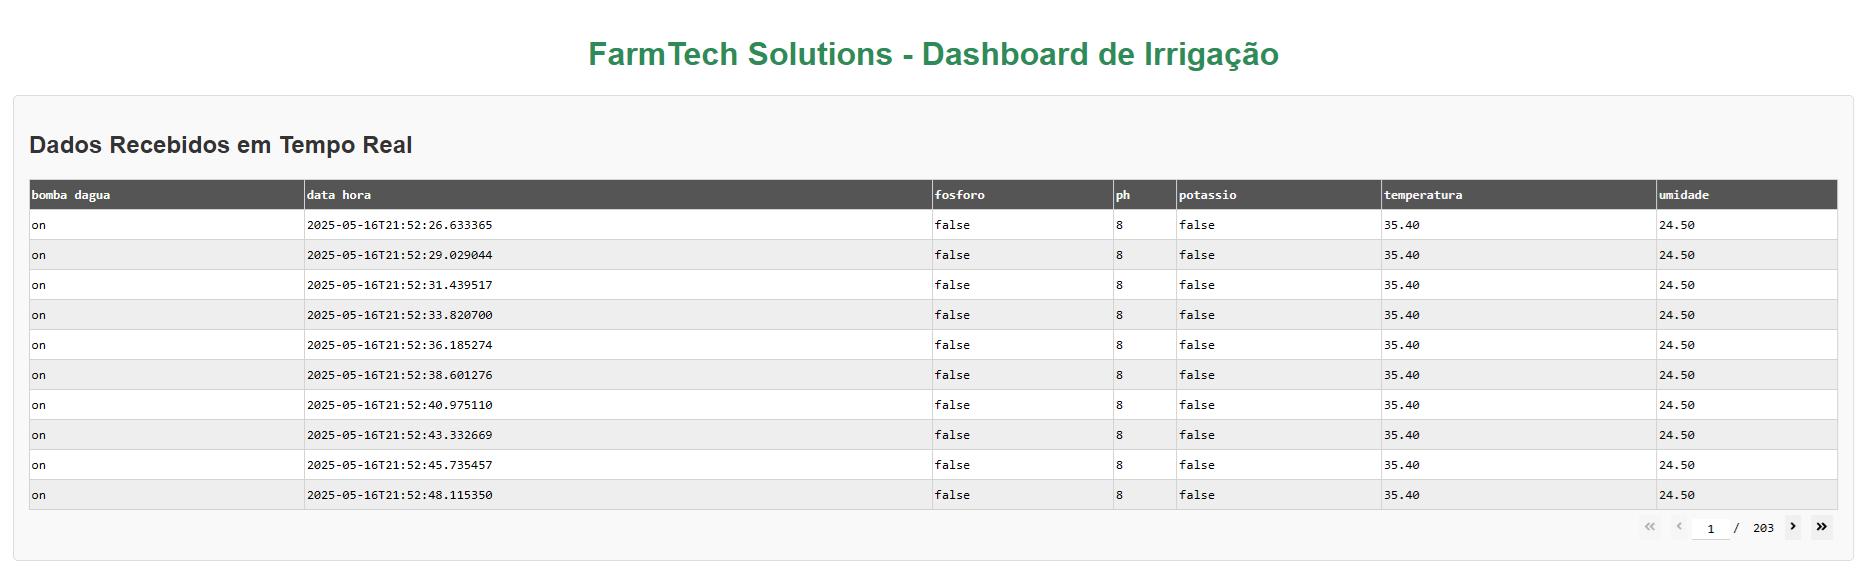 FarmTech Solutions - Dashboard de Irrigação
Dados Recebidos em Tempo Real
bomba dagua data hora fosforo ph potassio temperatura umidade
on 2025-05-16T21:52:26.633365 false 8 false 35.40 24.50
on 2025-05-16T21:52:29.029044 false 8 false 35.40 24.50
on 2025-05-16T21:52:31.439517 false 8 false 35.40 24.50
on 2025-05-16T21:52:33.820700 false 8 false 35.40 24.50
on 2025-05-16T21:52:36.185274 false 8 false 35.40 24.50
on 2025-05-16T21:52:38.601276 false 8 false 35.40 24.50
on 2025-05-16T21:52:40.975110 false 8 false 35.40 24.50
on 2025-05-16T21:52:43.332669 false 8 false 35.40 24.50
on 2025-05-16T21:52:45.735457 false 8 false 35.40 24.50
on 2025-05-16T21:52:48.115350 false 8 false 35.40 24.50
1 / 203